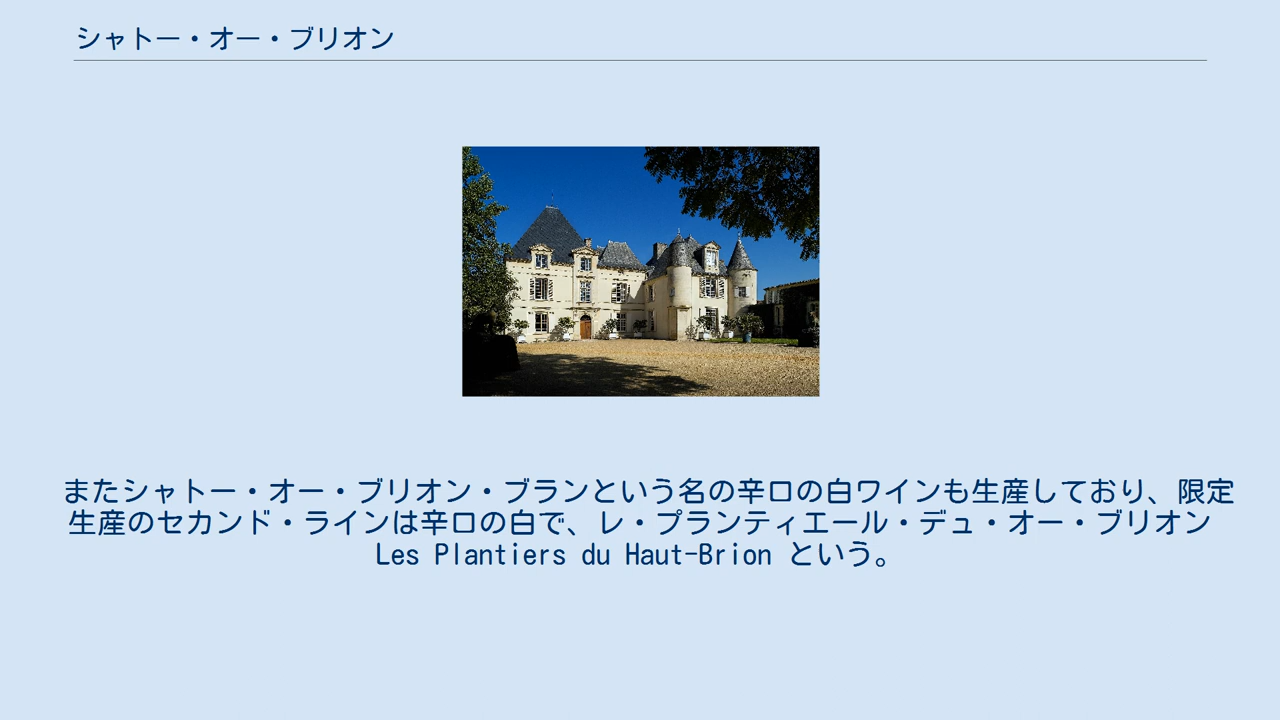 シャトー・オー・ブリオン
またシャトー・オー・ブリオン・ブランという名の辛口の白ワインも生産しており、限定
生産のセカンド・ラインは辛口の白で、レ・プランティエール・デュ・オー・ブリオン
Les Plantiers du Haut-Brion という。